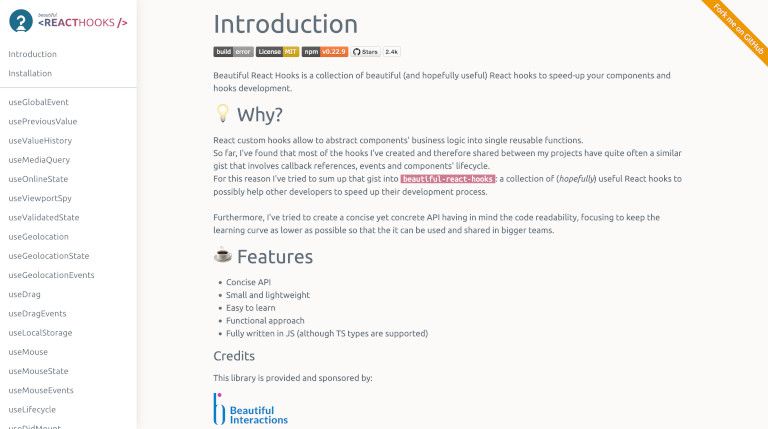 beautiful
<REACTHOOKS />
Introduction
Installation
useGlobalEvent
usePreviousValue
useValueHistory
useMediaQuery
useOnlineState
useViewportSpy
useValidatedState
useGeolocation
useGeolocationState
useGeolocationEvents
useDrag
useDragEvents
useLocalStorage
useMouse
useMouseState
useMouseEvents
useLifecycle
useDidMount
Introduction
build error License MIT npm v0.22.9 Stars 2.4k
Beautiful React Hooks is a collection of beautiful (and hopefully useful) React hooks to speed-up your components and
hooks development.
Why?
React custom hooks allow to abstract components' business logic into single reusable functions.
So far, I've found that most of the hooks I've created and therefore shared between my projects have quite often a similar
gist that involves callback references, events and components' lifecycle.
For this reason I've tried to sum up that gist into beautiful-react-hooks: a collection of (hopefully) useful React hooks to
possibly help other developers to speed up their development process.
Furthermore, I've tried to create a concise yet concrete API having in mind the code readability, focusing to keep the
learning curve as lower as possible so that the it can be used and shared in bigger teams.
Features
• Concise API
• Small and lightweight
• Easy to learn
• Functional approach
• Fully written in JS (although TS types are supported)
Credits
This library is provided and sponsored by:
Beautiful
Interactions
Fork me on GitHub